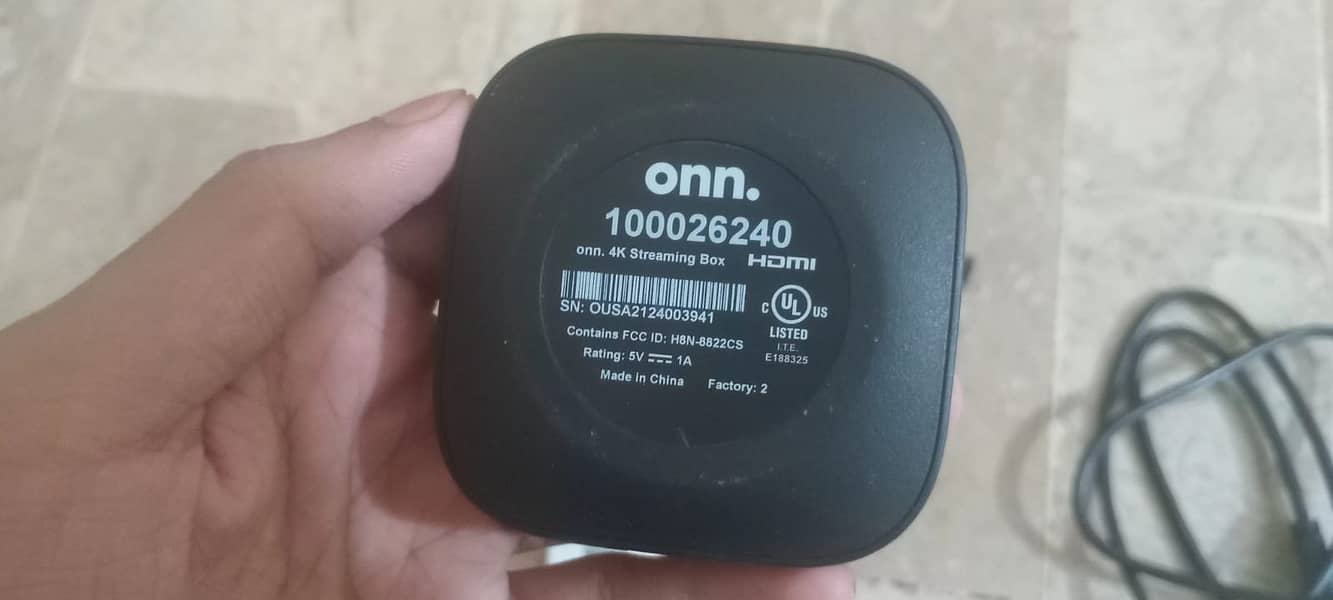 onn.
100026240
onn. 4K Streaming Box HDMI
SN: OUSA2124003941
C UL US
LISTED
I.T.E.
E188325
Contains FCC ID: H8N-8822CS
Rating: 5V 1A
Made in China Factory: 2